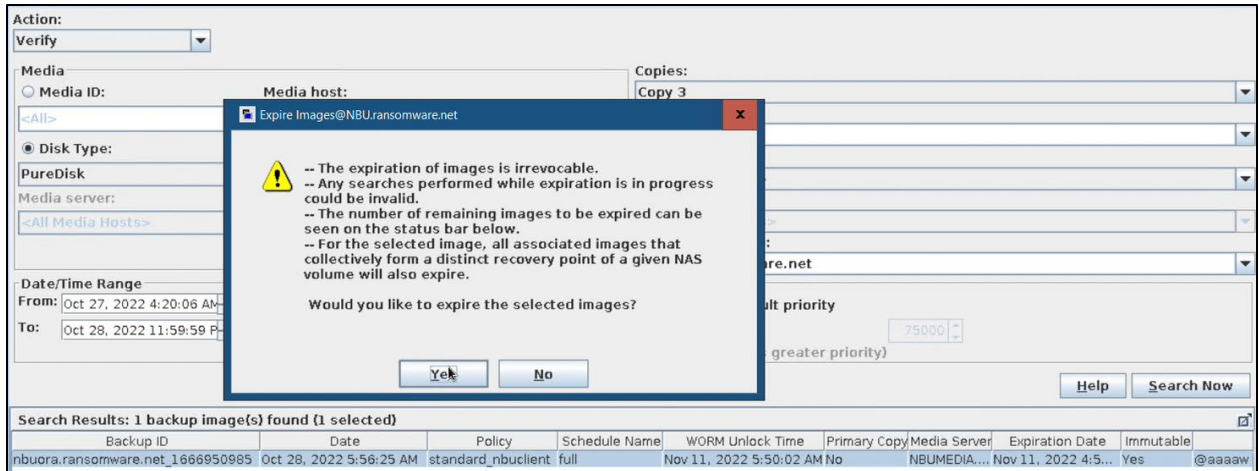 Action:
Verify
Media
Media ID:
Media host:
<All>
Disk Type:
PureDisk
Media server:
<All Media Hosts>
Copies:
Copy 3
Date/Time Range
From: Oct 27, 2022 4:20:06 AM
To: Oct 28, 2022 11:59:59 P
75000
greater priority)
Expire Images@NBU.ransomware.net
x
-- The expiration of images is irrevocable.
-- Any searches performed while expiration is in progress
could be invalid.
-- The number of remaining images to be expired can be
seen on the status bar below.
-- For the selected image, all associated images that
collectively form a distinct recovery point of a given NAS
volume will also expire.
Would you like to expire the selected images?
Yes No
Help Search Now
Search Results: 1 backup image(s) found (1 selected)
Backup ID Date Policy Schedule Name WORM Unlock Time Primary Copy Media Server Expiration Date Immutable
nbuora.ransomware.net_1666950985 Oct 28, 2022 5:56:25 AM standard_nbuclient full Nov 11, 2022 5:50:02 AM No NBUMEDIA.... Nov 11, 2022 4:5... Yes @aaaaw